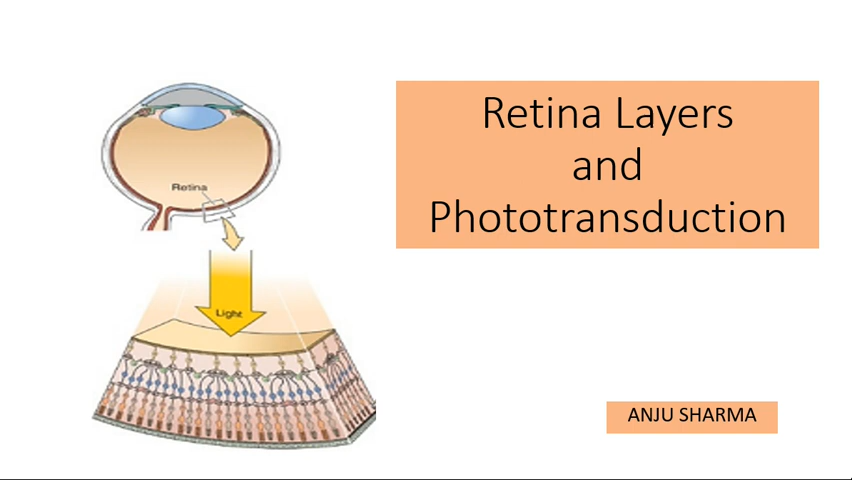 Retina Layers
and
Phototransduction
Retina
Light
ANJU SHARMA